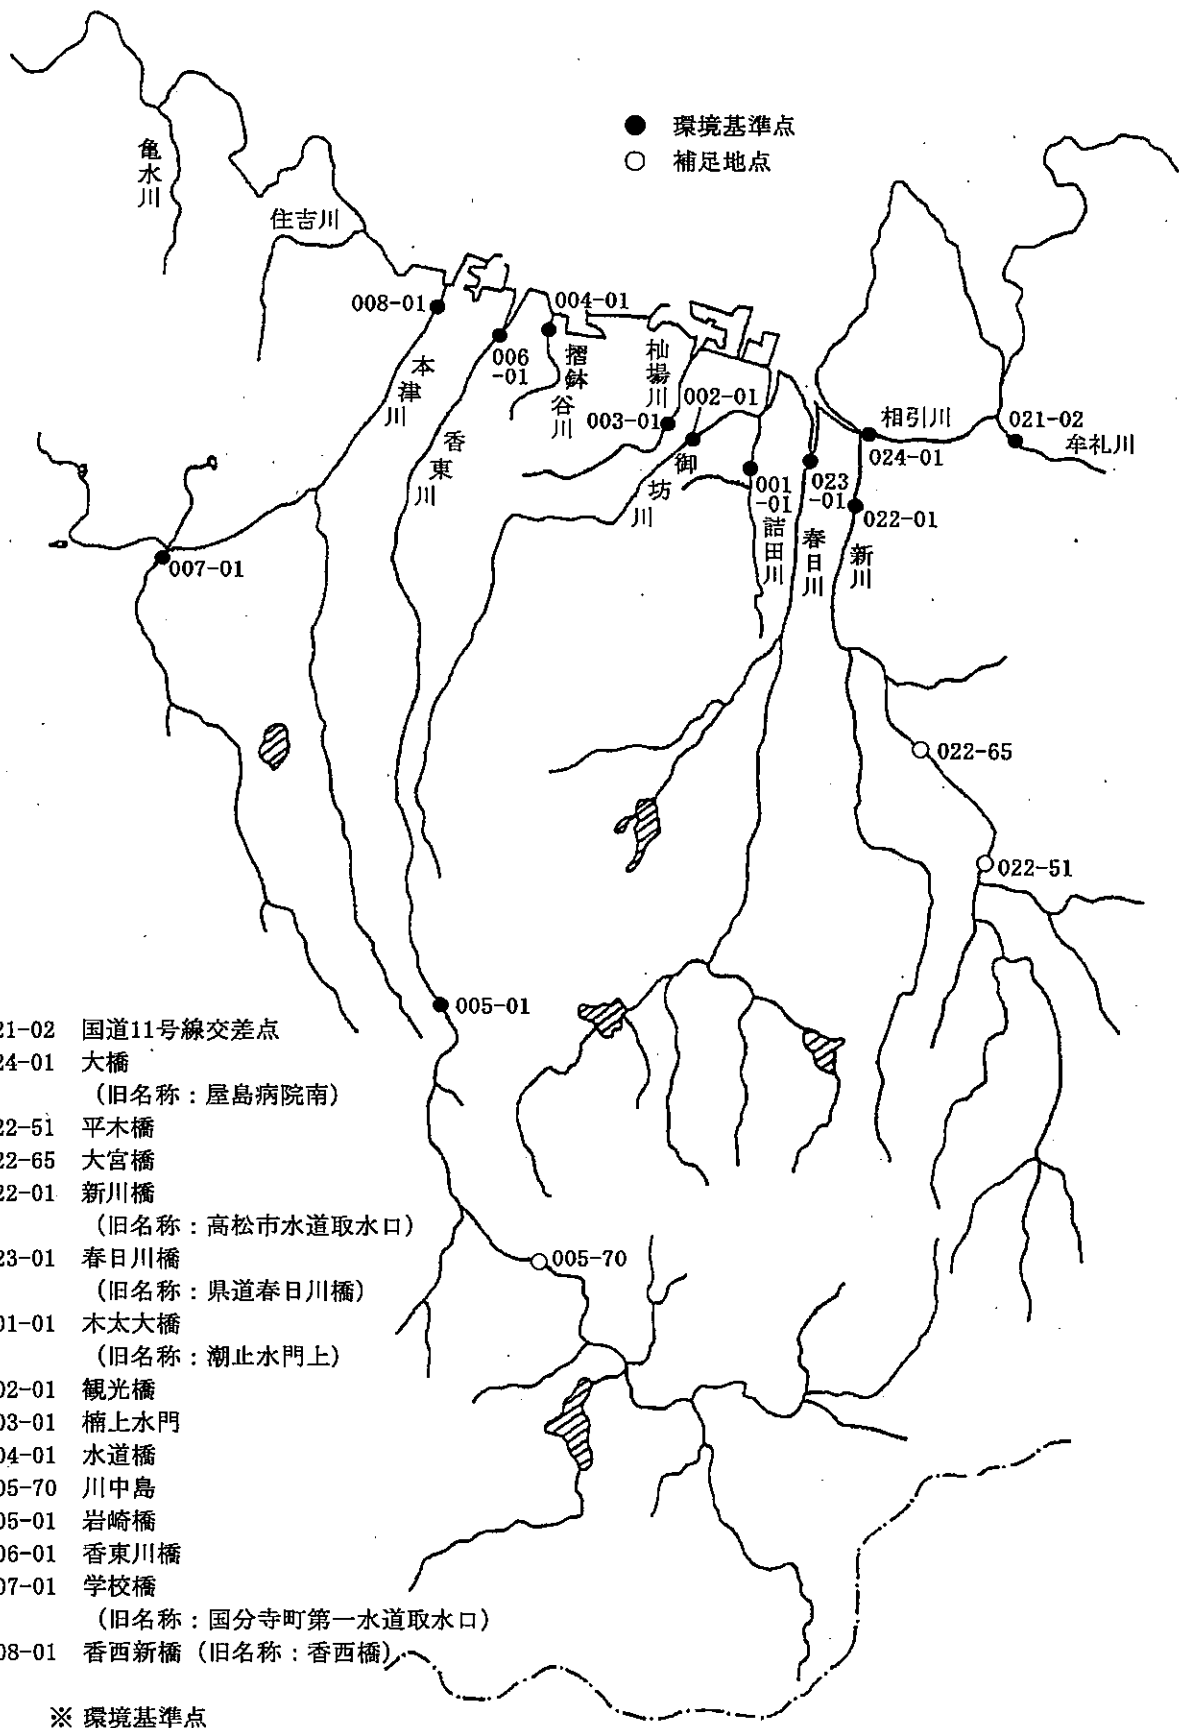 ● 環境基準点
○ 補足地点
亀水川
住吉川
008-01
004-01
006
-01
本津川
香東川
摺鉢谷川
杣場川
003-01
002-01
御坊川
001
-01
詰田川
023
-01
春日川
相引川
024-01
022-01
新川
021-02
牟礼川
007-01
022-65
022-51
005-01
005-70
21-02 国道11号線交差点
24-01 大橋
(旧名称：屋島病院南)
22-51 平木橋
22-65 大宮橋
22-01 新川橋
(旧名称：高松市水道取水口)
23-01 春日川橋
(旧名称：県道春日川橋)
01-01 木太大橋
(旧名称：潮止水門上)
02-01 観光橋
03-01 楠上水門
04-01 水道橋
05-70 川中島
05-01 岩崎橋
06-01 香東川橋
07-01 学校橋
(旧名称：国分寺町第一水道取水口)
08-01 香西新橋 (旧名称：香西橋)
※ 環境基準点